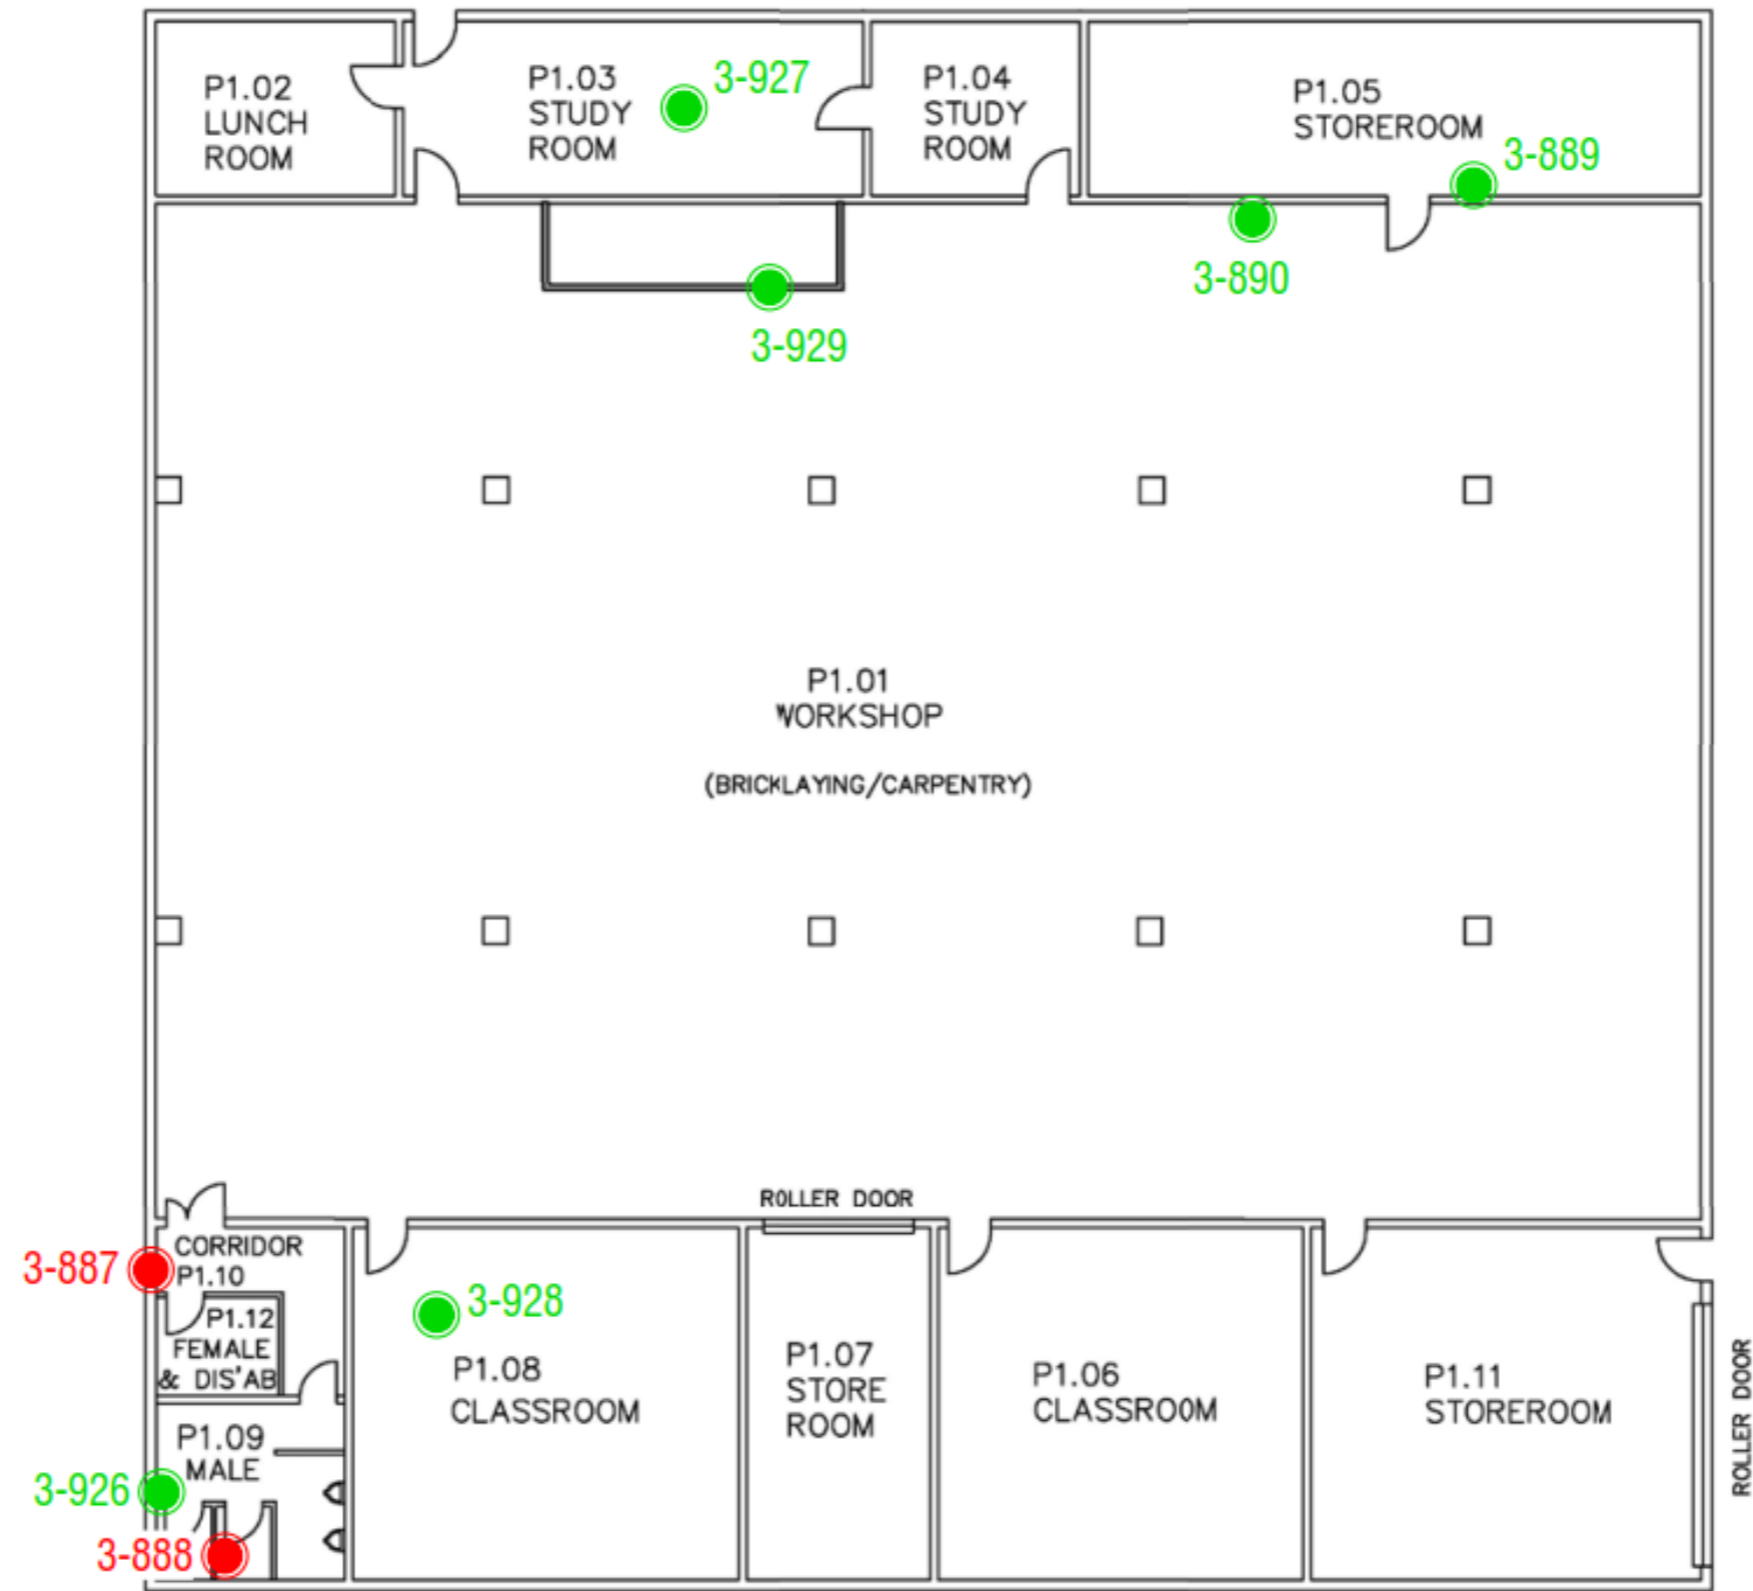 P1.02
LUNCH
ROOM
P1.03
STUDY
ROOM
3-927
P1.04
STUDY
ROOM
P1.05
STOREROOM
3-889
3-890
3-929
P1.01
WORKSHOP
(BRICKLAYING/CARPENTRY)
ROLLER DOOR
CORRIDOR
P1.10
3-887
P1.12
FEMALE
& DIS'AB
3-928
P1.08
CLASSROOM
P1.07
STORE
ROOM
P1.06
CLASSROOM
P1.11
STOREROOM
ROLLER DOOR
P1.09
MALE
3-926
3-888